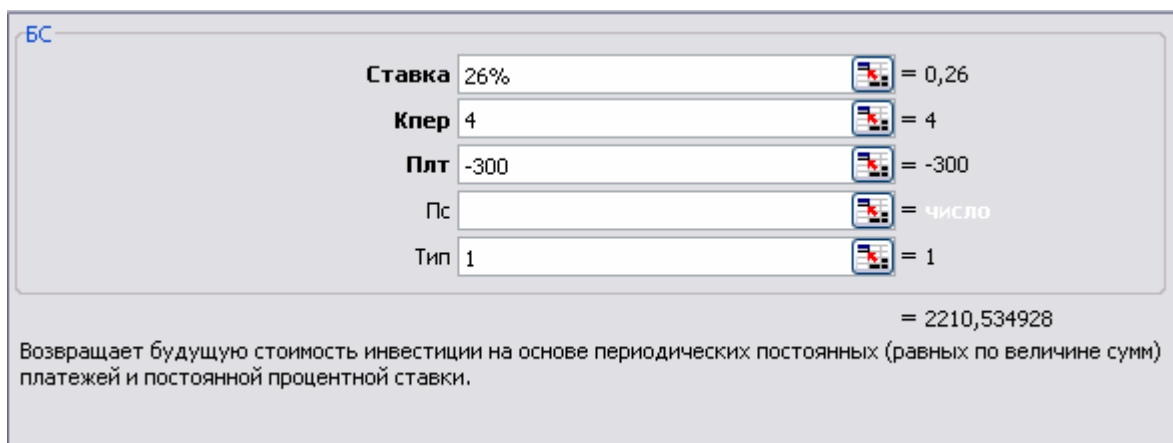 БС
Ставка 26% = 0,26
Кпер 4 = 4
Плт -300 = -300
Пс = число
Тип 1 = 1
= 2210,534928
Возвращает будущую стоимость инвестиции на основе периодических постоянных (равных по величине сумм)
платежей и постоянной процентной ставки.